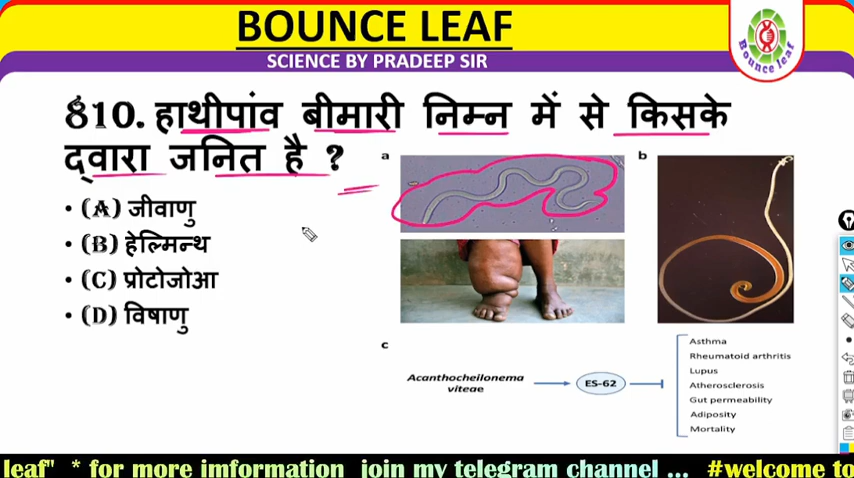 BOUNCE LEAF
SCIENCE BY PRADEEP SIR
Bounce leaf
810. हाथीपांव बीमारी निम्न में से किसके
द्वारा जनित है ?
• (A) जीवाणु
• (B) हेल्मिन्थ
• (C) प्रोटोजोआ
• (D) विषाणु
a
b
c
Acanthocheilonema
viteae
ES-62
Asthma
Rheumatoid arthritis
Lupus
Atherosclerosis
Gut permeability
Adiposity
Mortality
leaf" * for more imformation join my telegram channel ... #welcome to